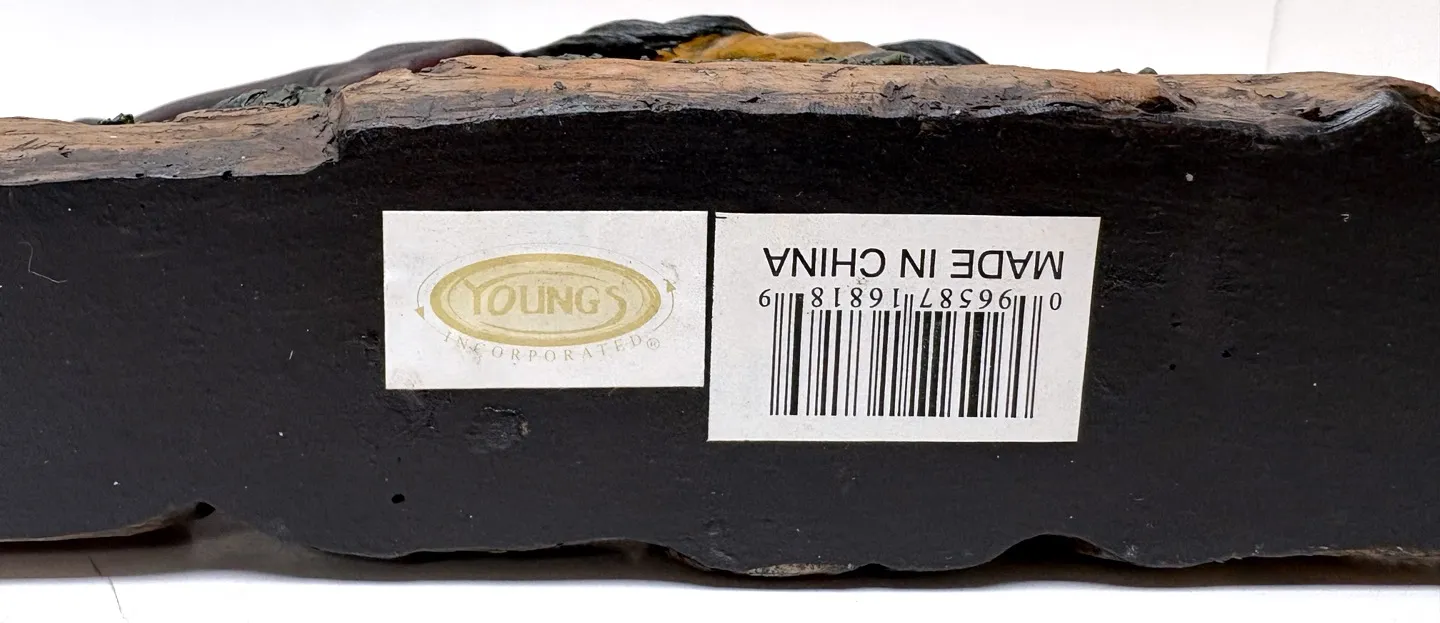 YOUNGS
INCORPORATED®
0 96587 16818 9
MADE IN CHINA